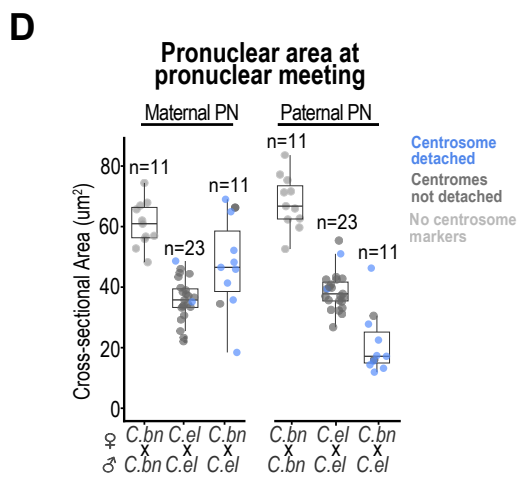 D
Pronuclear area at
pronuclear meeting
Maternal PN
Paternal PN
n=11
n=23
n=11
n=11
n=23
n=11
Centrosome
detached
Centromes
not detached
No centrosome
markers
Cross-sectional Area (um²)
80
60
40
20
0
♀ C.bn C.el C.bn C.bn C.el C.bn
x x x x x x
♂ C.bn C.el C.el C.bn C.el C.el